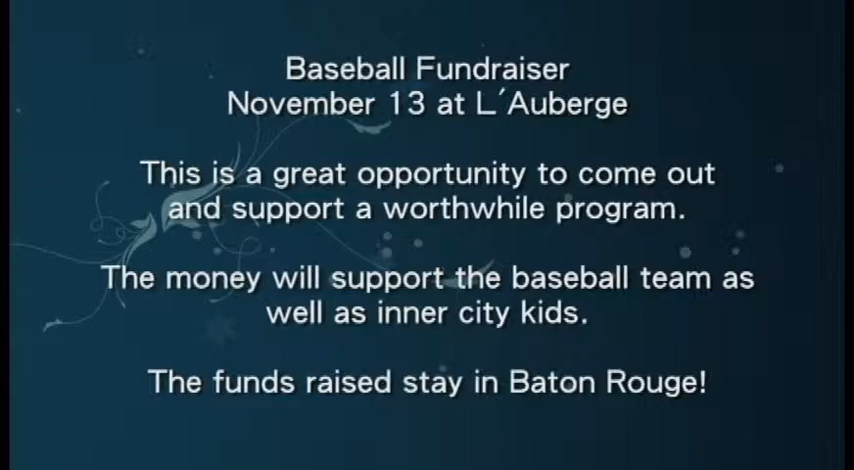 Baseball Fundraiser
November 13 at L'Auberge
This is a great opportunity to come out
and support a worthwhile program.
The money will support the baseball team as
well as inner city kids.
The funds raised stay in Baton Rouge!